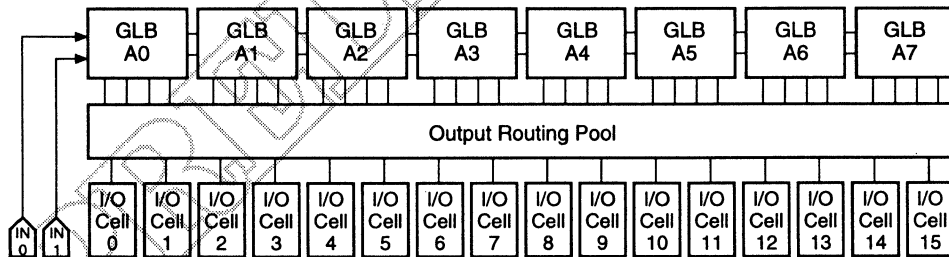 GLB A0
GLB A1
GLB A2
GLB A3
GLB A4
GLB A5
GLB A6
GLB A7
Output Routing Pool
I/O Cell 0
I/O Cell 1
I/O Cell 2
I/O Cell 3
I/O Cell 4
I/O Cell 5
I/O Cell 6
I/O Cell 7
I/O Cell 8
I/O Cell 9
I/O Cell 10
I/O Cell 11
I/O Cell 12
I/O Cell 13
I/O Cell 14
I/O Cell 15
IN 0
IN 1